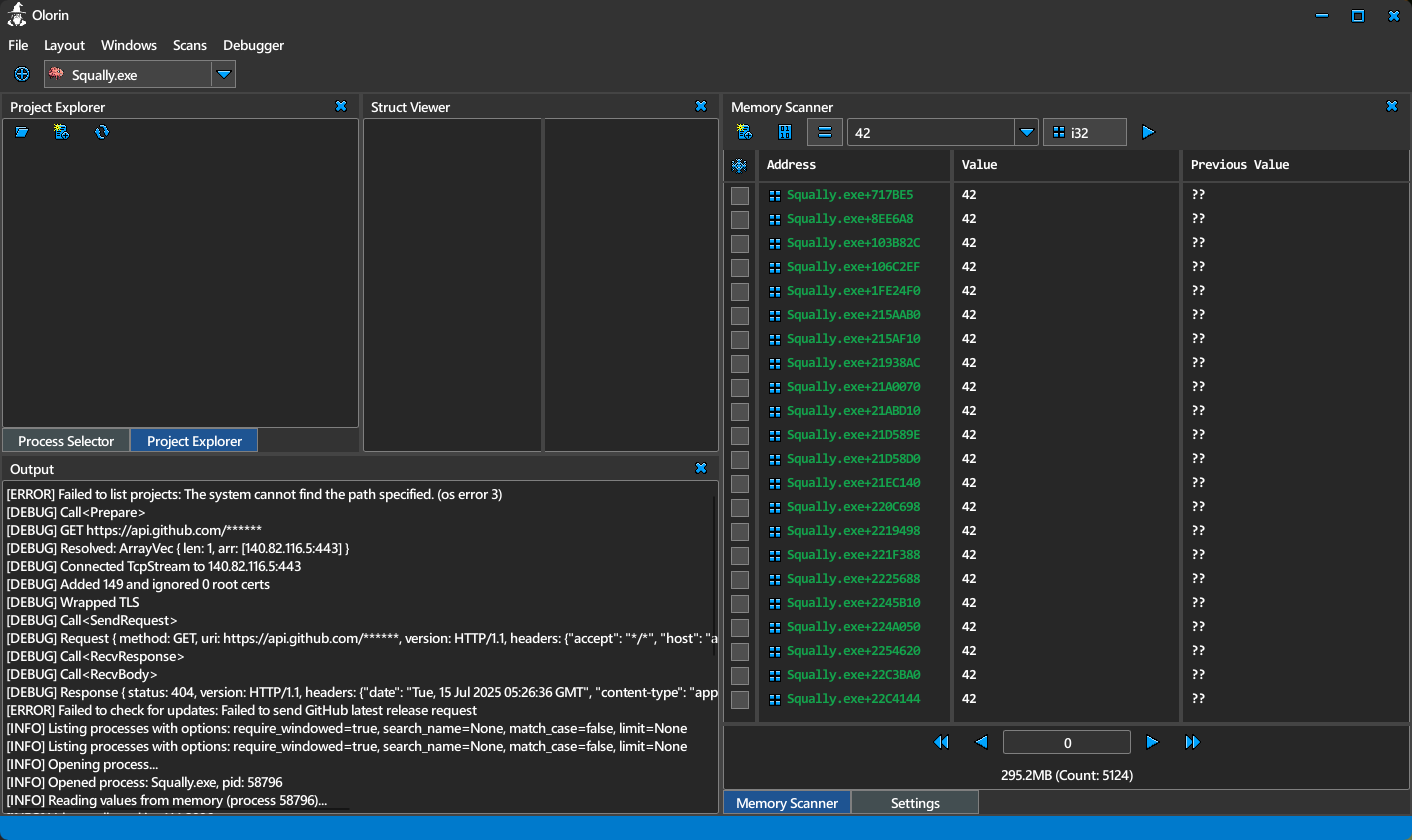 Olorin
File Layout Windows Scans Debugger
Squally.exe
Project Explorer
Struct Viewer
Process Selector
Project Explorer
Output
[ERROR] Failed to list projects: The system cannot find the path specified. (os error 3)
[DEBUG] Call<Prepare>
[DEBUG] GET https://api.github.com/******
[DEBUG] Resolved: ArrayVec { len: 1, arr: [140.82.116.5:443] }
[DEBUG] Connected TcpStream to 140.82.116.5:443
[DEBUG] Added 149 and ignored 0 root certs
[DEBUG] Wrapped TLS
[DEBUG] Call<SendRequest>
[DEBUG] Request { method: GET, uri: https://api.github.com/******, version: HTTP/1.1, headers: {"accept": "*/*", "host": "a
[DEBUG] Call<RecvResponse>
[DEBUG] Call<RecvBody>
[DEBUG] Response { status: 404, version: HTTP/1.1, headers: {"date": "Tue, 15 Jul 2025 05:26:36 GMT", "content-type": "app
[ERROR] Failed to check for updates: Failed to send GitHub latest release request
[INFO] Listing processes with options: require_windowed=true, search_name=None, match_case=false, limit=None
[INFO] Listing processes with options: require_windowed=true, search_name=None, match_case=false, limit=None
[INFO] Opening process...
[INFO] Opened process: Squally.exe, pid: 58796
[INFO] Reading values from memory (process 58796)...
Memory Scanner
42 i32
Address Value Previous Value
Squally.exe+717BE5 42 ??
Squally.exe+8EE6A8 42 ??
Squally.exe+103B82C 42 ??
Squally.exe+106C2EF 42 ??
Squally.exe+1FE24F0 42 ??
Squally.exe+215AAB0 42 ??
Squally.exe+215AF10 42 ??
Squally.exe+21938AC 42 ??
Squally.exe+21A0070 42 ??
Squally.exe+21ABD10 42 ??
Squally.exe+21D589E 42 ??
Squally.exe+21D58D0 42 ??
Squally.exe+21EC140 42 ??
Squally.exe+220C698 42 ??
Squally.exe+2219498 42 ??
Squally.exe+221F388 42 ??
Squally.exe+2225688 42 ??
Squally.exe+2245B10 42 ??
Squally.exe+224A050 42 ??
Squally.exe+2254620 42 ??
Squally.exe+22C3BA0 42 ??
Squally.exe+22C4144 42 ??
0
295.2MB (Count: 5124)
Memory Scanner
Settings